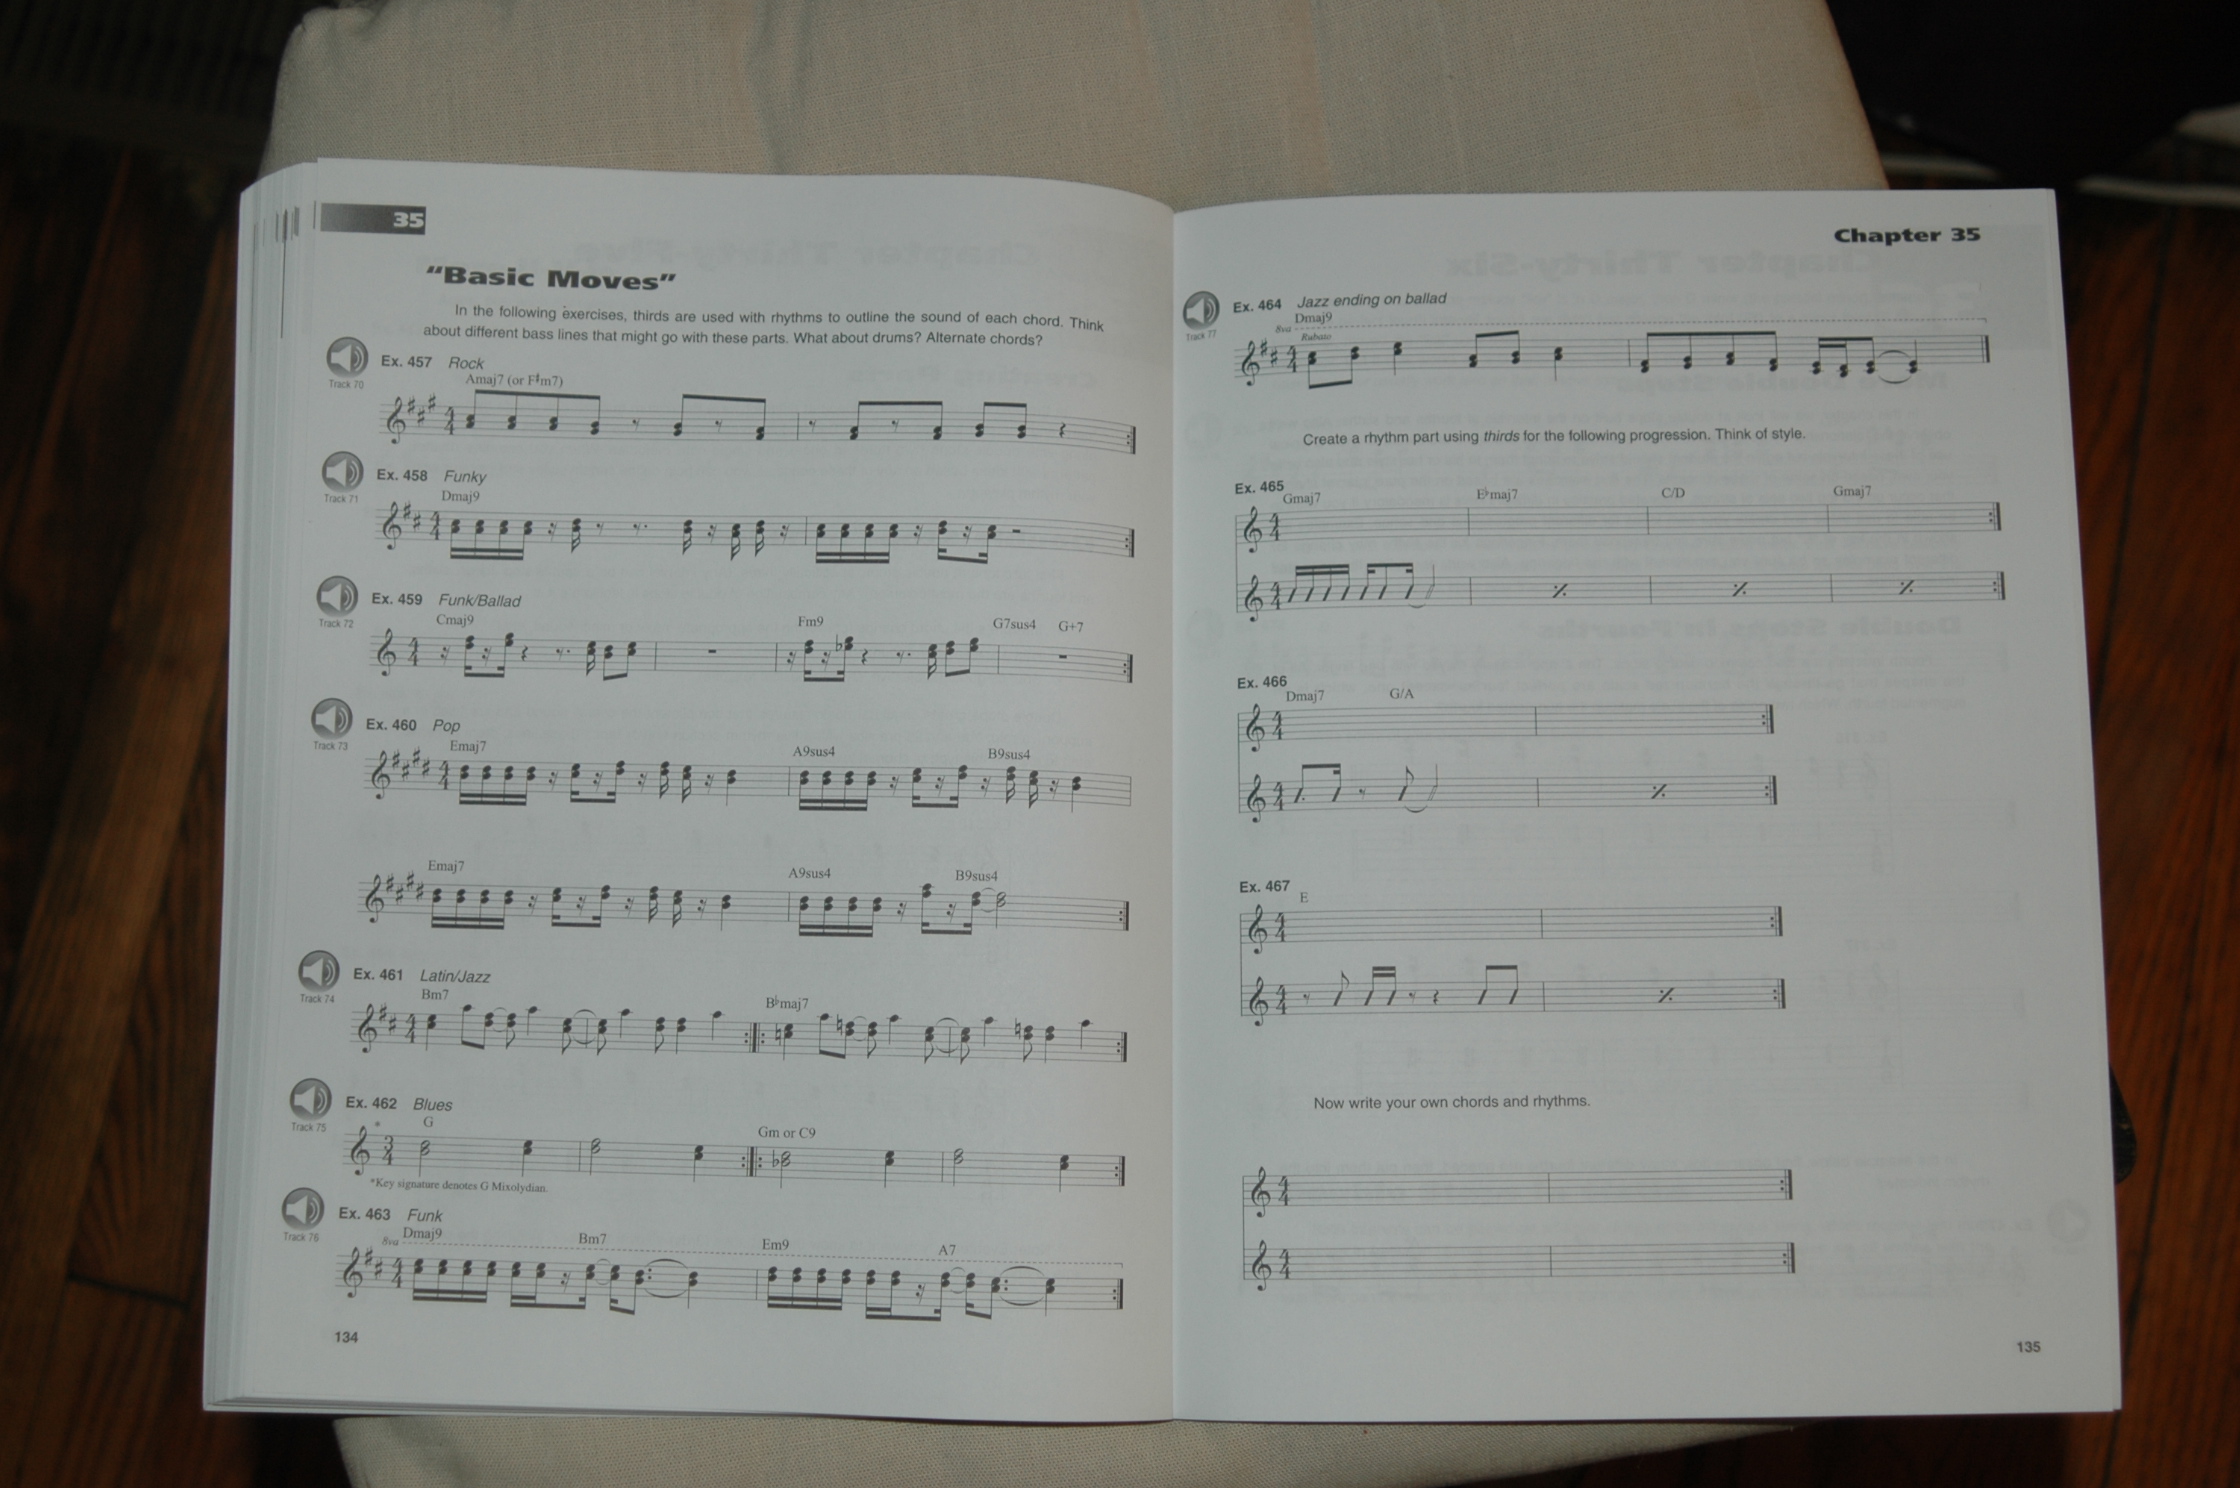 35
"Basic Moves"
In the following exercises, thirds are used with rhythms to outline the sound of each chord. Think
about different bass lines that might go with these parts. What about drums? Alternate chords?
Ex. 457 Rock
Amaj7 (or F♯m7)
Track 70
Ex. 458 Funky
Dmaj9
Track 71
Ex. 459 Funk/Ballad
Cmaj9 Fm9 G7sus4 G+7
Track 72
Ex. 460 Pop
Emaj7 A9sus4 B9sus4
Track 73
Emaj7 A9sus4 B9sus4
Ex. 461 Latin/Jazz
Bm7 B♭maj7
Track 74
Ex. 462 Blues
G Gm or C9
*
Track 75
3 4
*Key signature denotes G Mixolydian.
Ex. 463 Funk
Dmaj9 Bm7 Em9 A7
8va
Track 76
134
Chapter 35
Ex. 464 Jazz ending on ballad
Dmaj9
8va
Rubato
Track 77
Create a rhythm part using thirds for the following progression. Think of style.
Ex. 465
Gmaj7 E♭maj7 C/D Gmaj7
Ex. 466
Dmaj7 G/A
Ex. 467
E
Now write your own chords and rhythms.
135